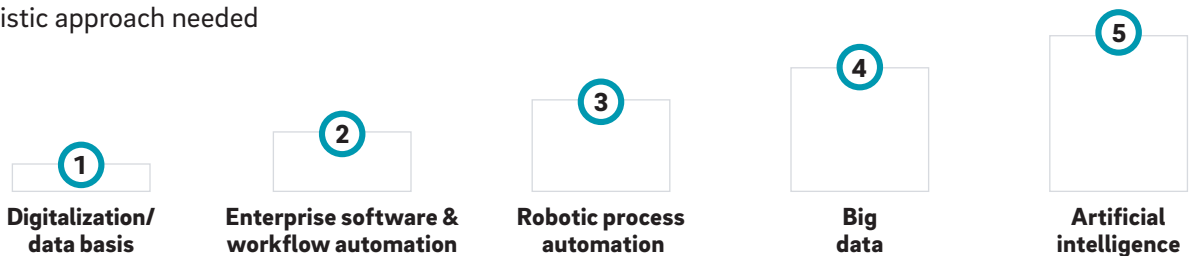 istic approach needed
1
2
3
4
5
Digitalization/
data basis
Enterprise software &
workflow automation
Robotic process
automation
Big
data
Artificial
intelligence